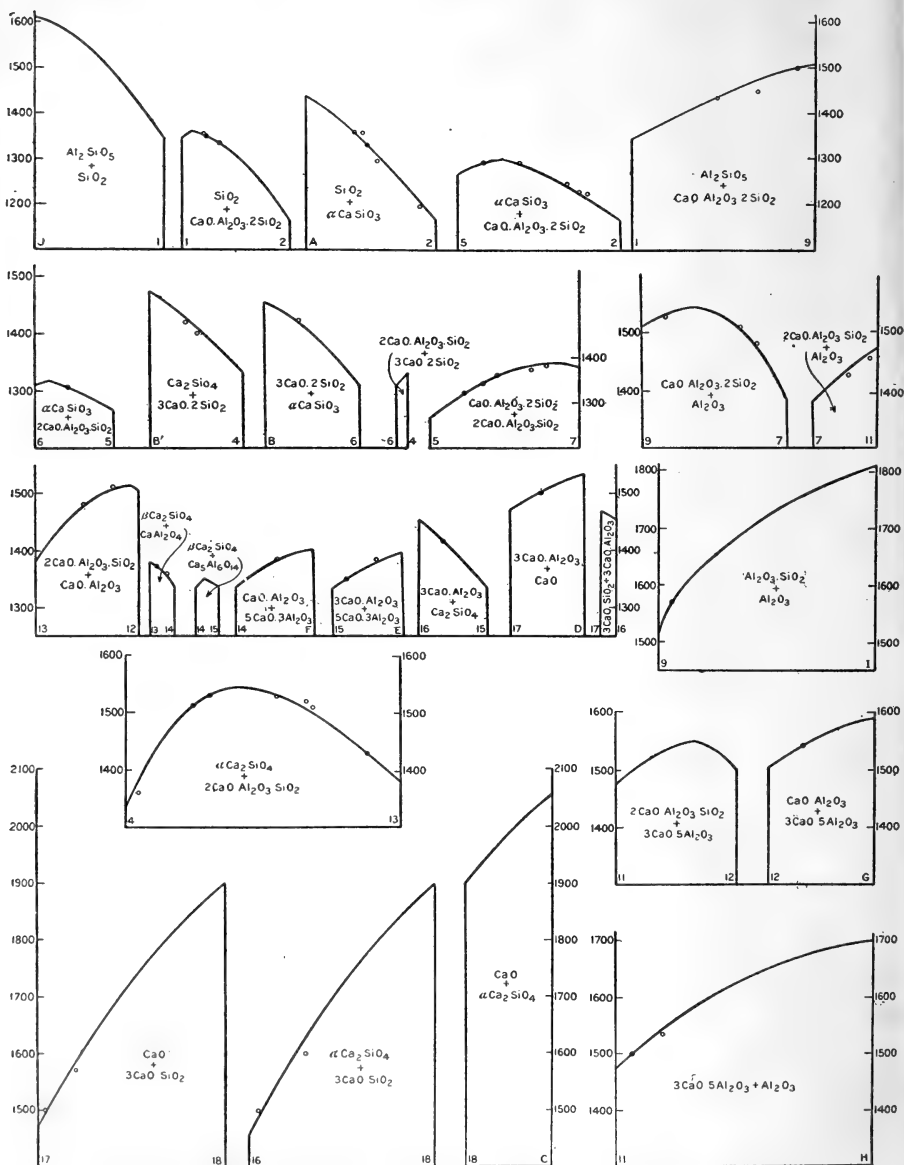 1600
1500
1400
1300
1200
Al2SiO5
+
SiO2
J 1
SiO2
+
CaO.Al2O3.2SiO2
1 2
SiO2
+
αCaSiO3
A 2
αCaSiO3
+
CaO.Al2O3.2SiO2
5 2
Al2SiO5
+
CaO Al2O3 2SiO2
1 9
1600
1500
1400
1300
1200
1500
1400
1300
αCaSiO3
+
2CaO.Al2O3.SiO2
6 5
Ca2SiO4
+
3CaO.2SiO2
B' 4
3CaO.2SiO2
+
αCaSiO3
B 6
2CaO.Al2O3.SiO2
+
3CaO 2SiO2
6 4
CaO.Al2O3.2SiO2
+
2CaO.Al2O3.SiO2
5 7
1400
1300
1500
1400
CaO Al2O3.2SiO2
+
Al2O3
9 7
2CaO.Al2O3 SiO2
+
Al2O3
7 11
1500
1400
1500
1400
1300
2CaO.Al2O3.SiO2
+
CaO.Al2O3
13 12
βCa2SiO4
+
CaAl2O4
13 14
βCa2SiO4
+
Ca5Al6O14
14 15
CaO.Al2O3
+
5CaO.3Al2O3
14 F
3CaO.Al2O3
+
5CaO.3Al2O3
15 E
3CaO.Al2O3
+
Ca2SiO4
16 15
3CaO.Al2O3
+
CaO
17 D
3CaO.SiO2+3CaO.Al2O3
17 16
1500
1400
1300
1800
1700
1600
1500
Al2O3.SiO2
+
Al2O3
9 I
1800
1700
1600
1500
1600
1500
1400
αCa2SiO4
+
2CaO Al2O3 SiO2
4 13
1600
1500
1400
1600
1500
1400
2CaO Al2O3 SiO2
+
3CaO 5Al2O3
11 12
CaO Al2O3
+
3CaO 5Al2O3
12 G
1600
1500
1400
2100
2000
1900
1800
1700
1600
1500
CaO
+
3CaO SiO2
17 18
αCa2SiO4
+
3CaO SiO2
16 18
CaO
+
αCa2SiO4
18 C
2100
2000
1900
1800
1700
1600
1500
1700
1600
1500
1400
3CaO 5Al2O3+Al2O3
11 H
1700
1600
1500
1400